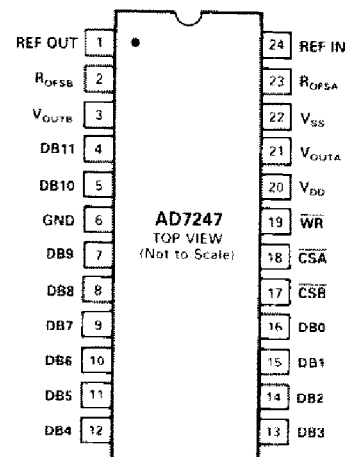 REF OUT 1 24 REF IN
ROFSB 2 23 ROFSA
VOUTB 3 22 VSS
DB11 4 21 VOUTA
DB10 5 20 VDD
GND 6 19 WR
DB9 7 18 CSA
DB8 8 17 CSB
DB7 9 16 DB0
DB6 10 15 DB1
DB5 11 14 DB2
DB4 12 13 DB3
AD7247
TOP VIEW
(Not to Scale)